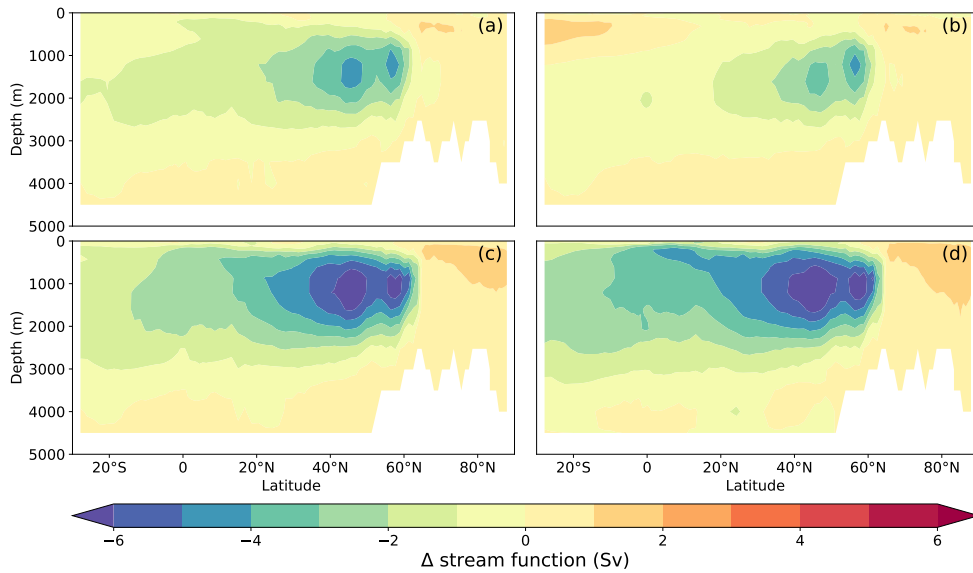 0
1000
2000
3000
4000
5000
Depth (m)
(a)
(b)
0
1000
2000
3000
4000
5000
Depth (m)
(c)
(d)
20°S 0 20°N 40°N 60°N 80°N
Latitude
20°S 0 20°N 40°N 60°N 80°N
Latitude
−6 −4 −2 0 2 4 6
Δ stream function (Sv)